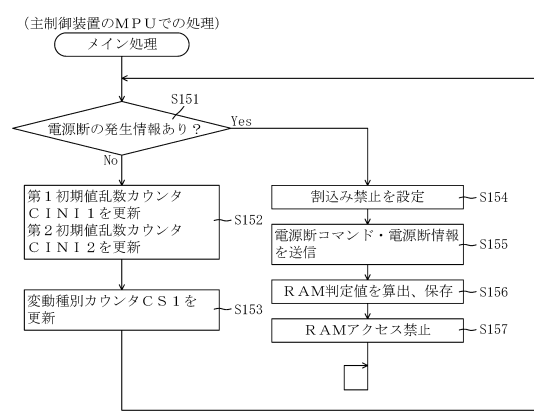 （主制御装置のＭＰＵでの処理）
メイン処理
S151
電源断の発生情報あり？
Yes
No
第１初期値乱数カウンタ
ＣＩＮＩ１を更新
第２初期値乱数カウンタ
ＣＩＮＩ２を更新
S152
変動種別カウンタＣＳ１を
更新
S153
割込み禁止を設定
S154
電源断コマンド・電源断情報
を送信
S155
ＲＡＭ判定値を算出、保存
S156
ＲＡＭアクセス禁止
S157